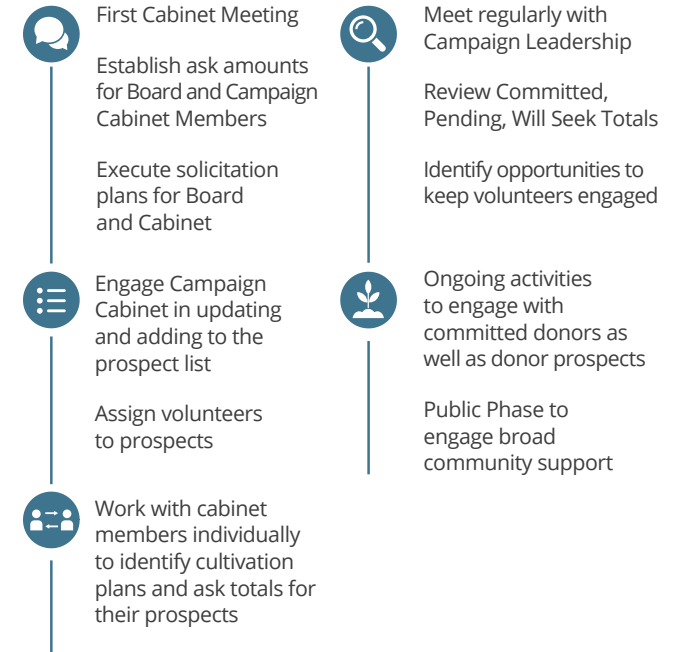 First Cabinet Meeting
Establish ask amounts
for Board and Campaign
Cabinet Members
Execute solicitation
plans for Board
and Cabinet
Engage Campaign
Cabinet in updating
and adding to the
prospect list
Assign volunteers
to prospects
Work with cabinet
members individually
to identify cultivation
plans and ask totals for
their prospects
Meet regularly with
Campaign Leadership
Review Committed,
Pending, Will Seek Totals
Identify opportunities to
keep volunteers engaged
Ongoing activities
to engage with
committed donors as
well as donor prospects
Public Phase to
engage broad
community support